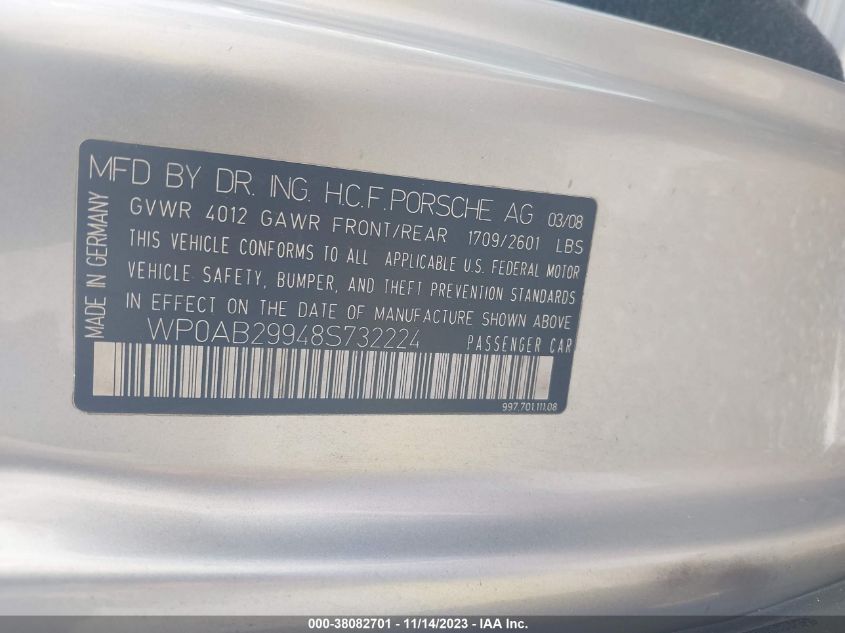 MFD BY DR. ING. H.C.F.PORSCHE AG 03/08
GVWR 4012 GAWR FRONT/REAR 1709/2601 LBS
THIS VEHICLE CONFORMS TO ALL APPLICABLE U.S. FEDERAL MOTOR
VEHICLE SAFETY, BUMPER, AND THEFT PREVENTION STANDARDS
IN EFFECT ON THE DATE OF MANUFACTURE SHOWN ABOVE
WP0AB29948S732224 PASSENGER CAR
997.701.111.08
MADE IN GERMANY
000-38082701 - 11/14/2023 - IAA Inc.